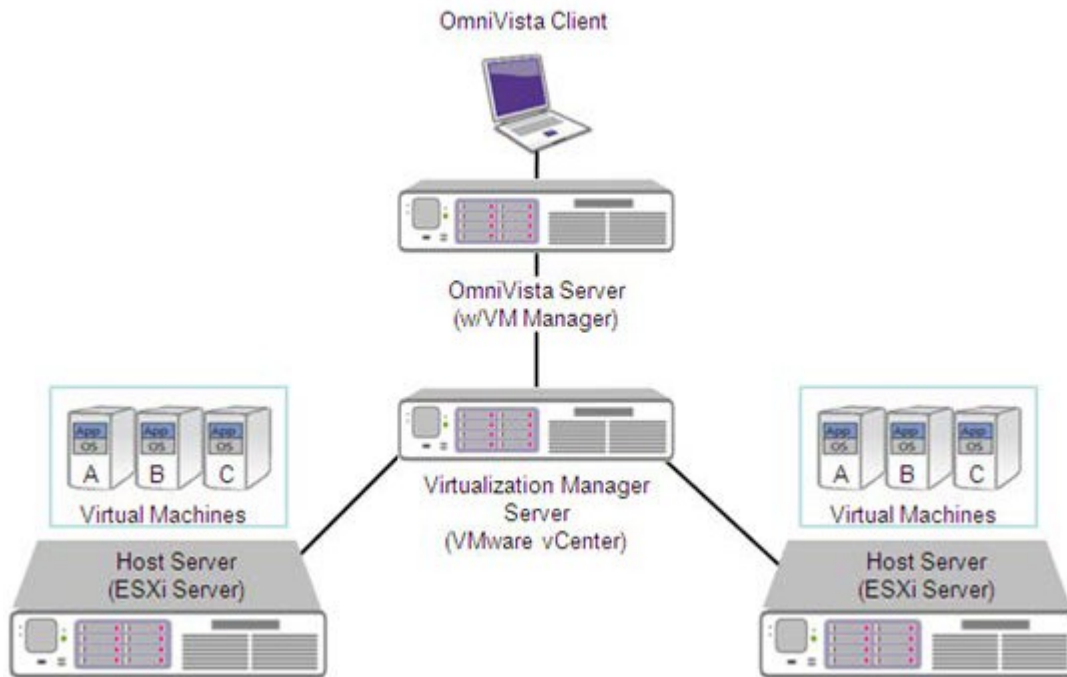 OmniVista Client
OmniVista Server
(w/VM Manager)
App
OS
A
App
OS
B
App
OS
C
Virtual Machines
Host Server
(ESXi Server)
Virtualization Manager
Server
(VMware vCenter)
App
OS
A
App
OS
B
App
OS
C
Virtual Machines
Host Server
(ESXi Server)